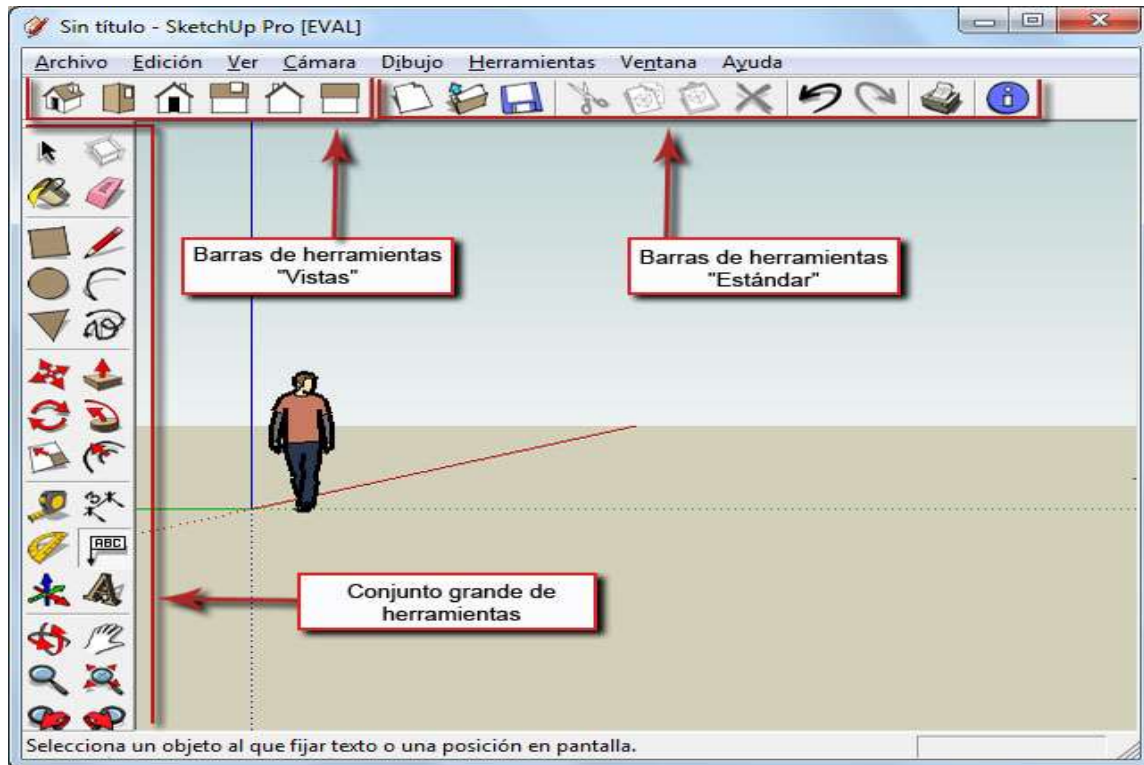 Sin título - SketchUp Pro [EVAL]
Archivo Edición Ver Cámara Dibujo Herramientas Ventana Ayuda
Barras de herramientas
"Vistas"
Barras de herramientas
"Estándar"
ABC
Conjunto grande de
herramientas
Selecciona un objeto al que fijar texto o una posición en pantalla.